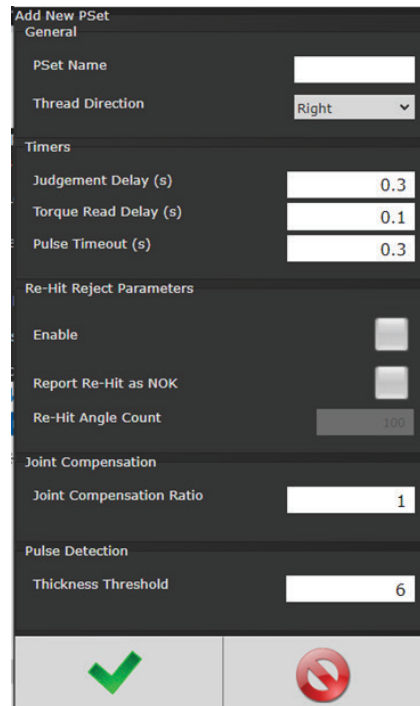 Add New PSet
General
PSet Name
Thread Direction Right
Timers
Judgement Delay (s) 0.3
Torque Read Delay (s) 0.1
Pulse Timeout (s) 0.3
Re-Hit Reject Parameters
Enable
Report Re-Hit as NOK
Re-Hit Angle Count 100
Joint Compensation
Joint Compensation Ratio 1
Pulse Detection
Thickness Threshold 6